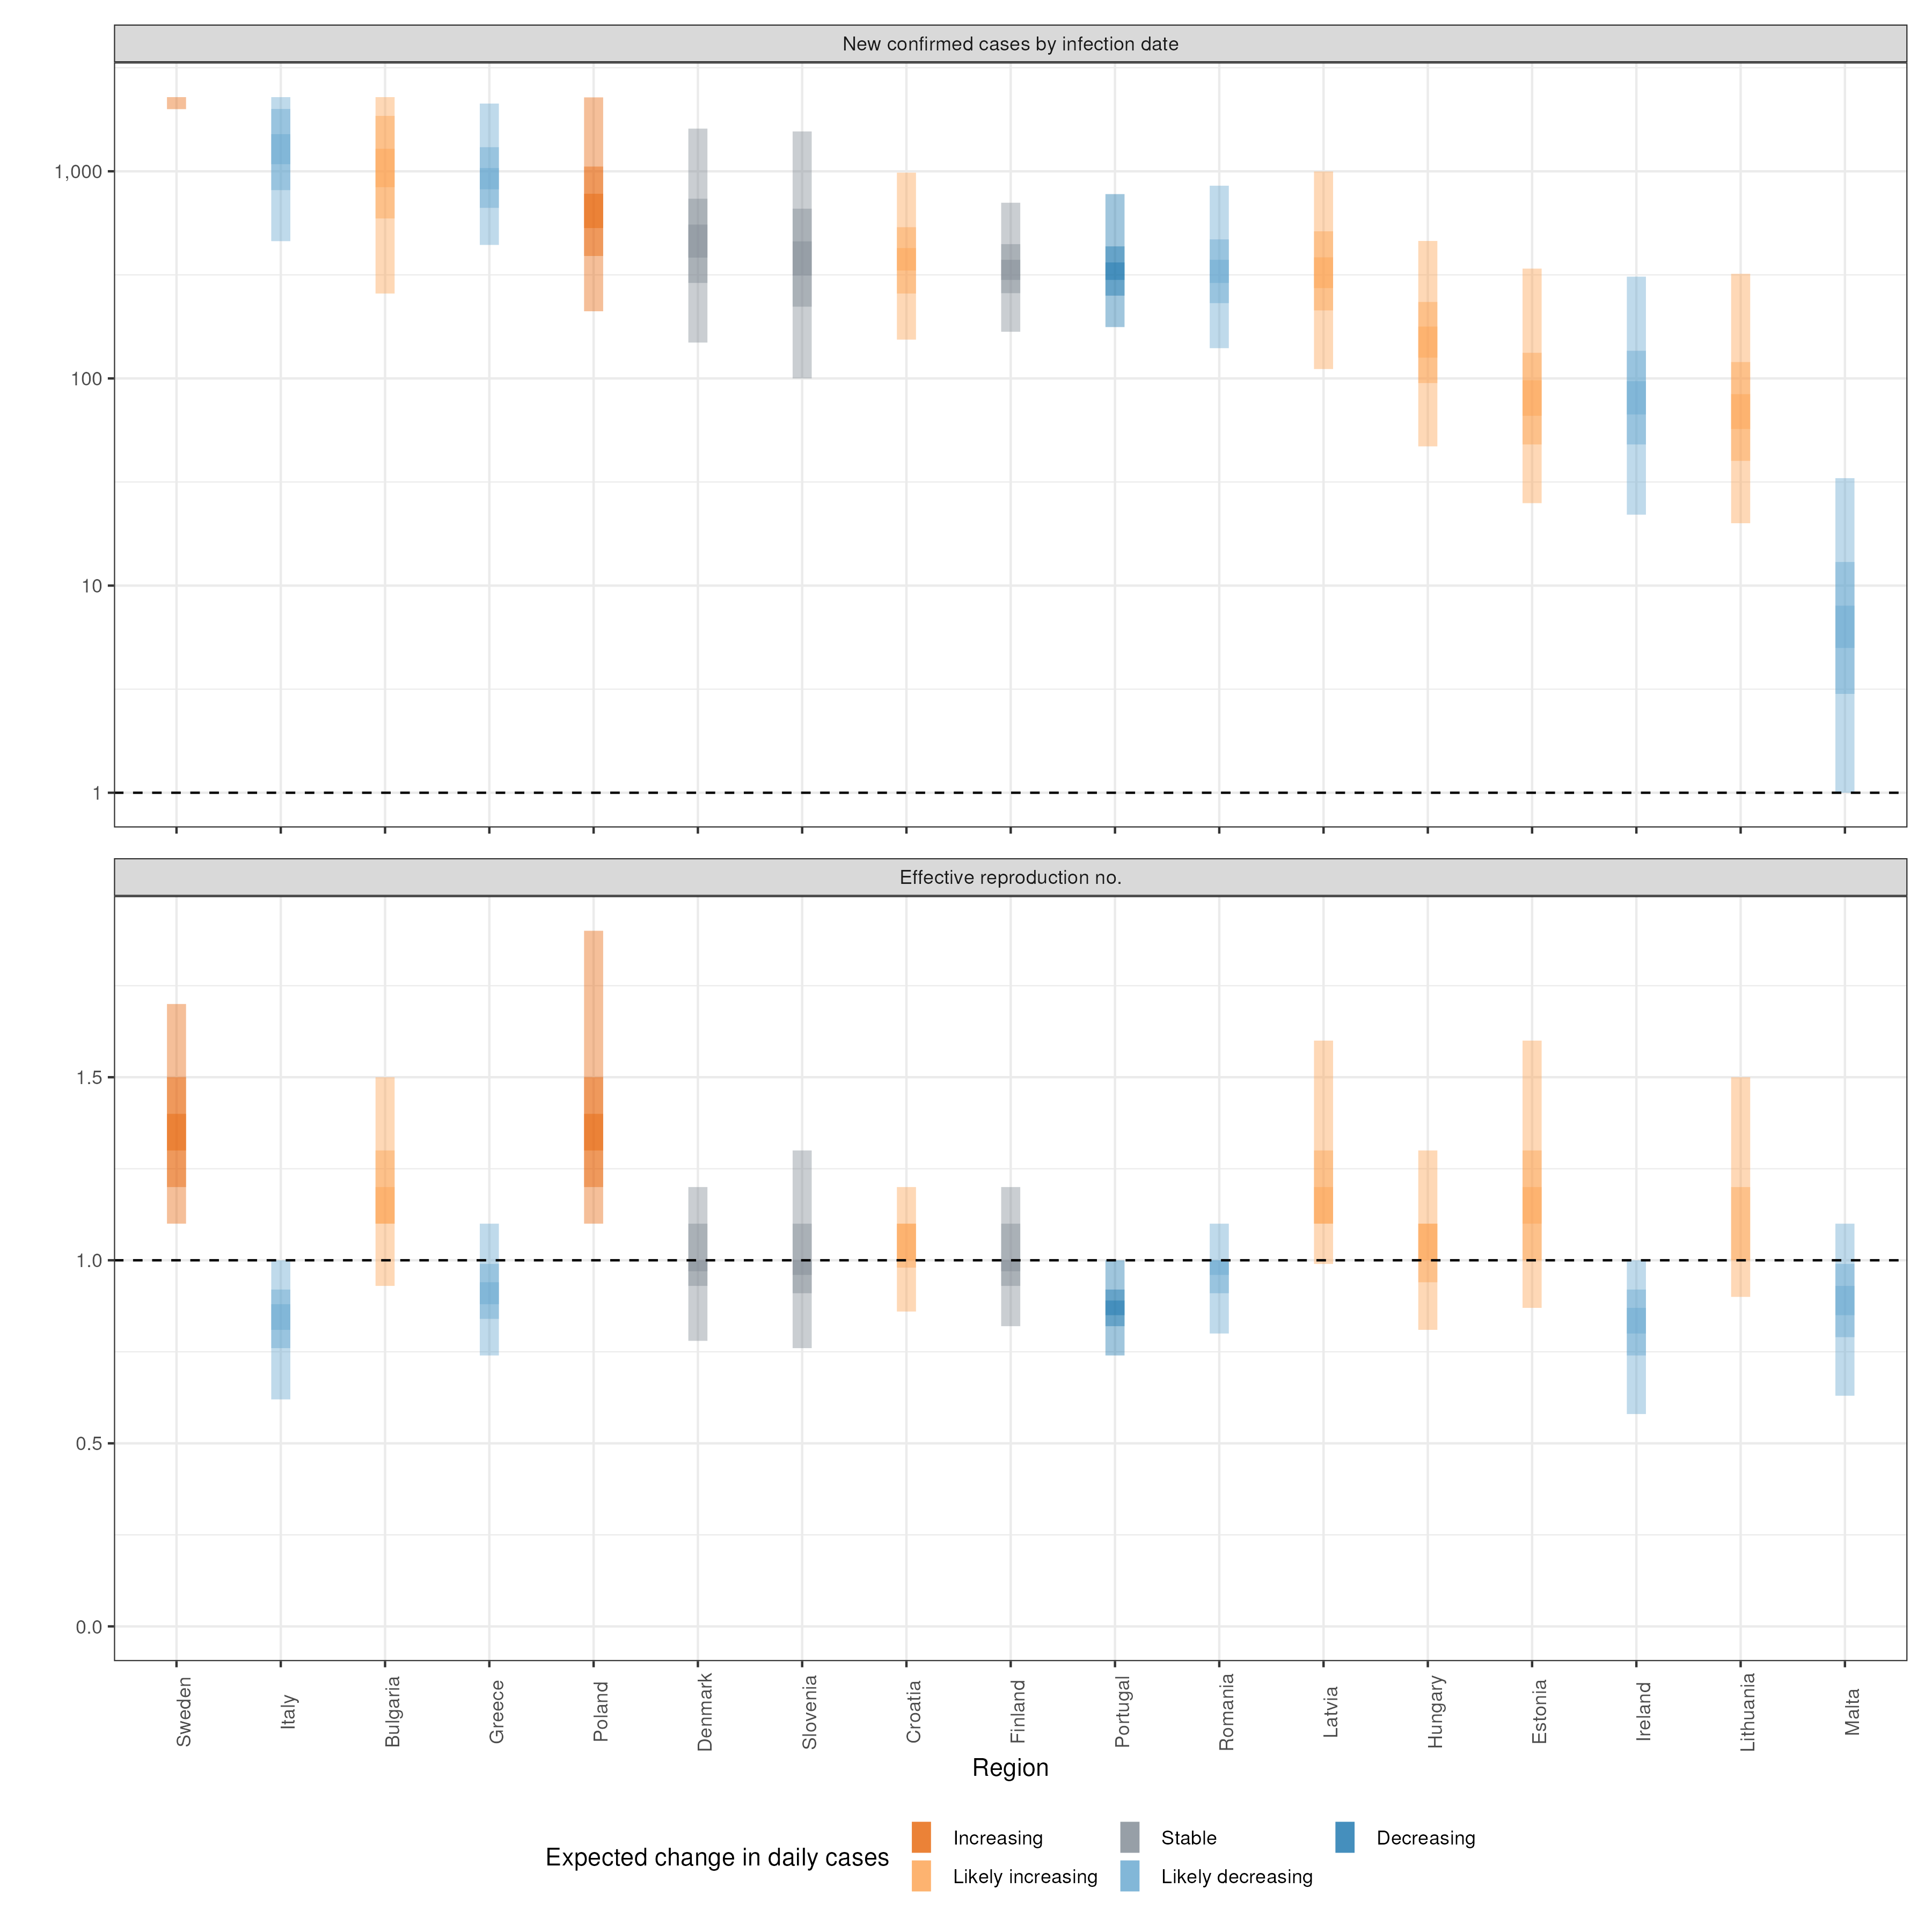 New confirmed cases by infection date
1,000
100
10
1
Effective reproduction no.
1.5
1.0
0.5
0.0
Sweden
Italy
Bulgaria
Greece
Poland
Denmark
Slovenia
Croatia
Finland
Portugal
Romania
Latvia
Hungary
Estonia
Ireland
Lithuania
Malta
Region
Expected change in daily cases
Increasing
Likely increasing
Stable
Likely decreasing
Decreasing